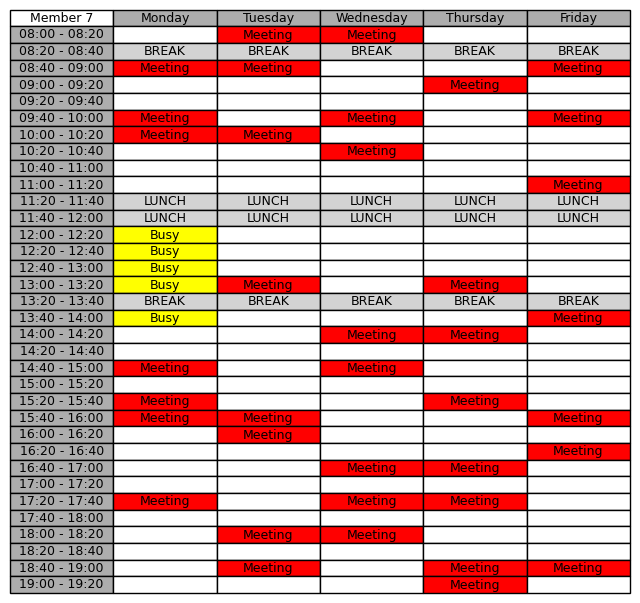 Member 7 Monday Tuesday Wednesday Thursday Friday
08:00 - 08:20 Meeting Meeting
08:20 - 08:40 BREAK BREAK BREAK BREAK BREAK
08:40 - 09:00 Meeting Meeting Meeting
09:00 - 09:20 Meeting
09:20 - 09:40
09:40 - 10:00 Meeting Meeting Meeting
10:00 - 10:20 Meeting Meeting
10:20 - 10:40 Meeting
10:40 - 11:00
11:00 - 11:20 Meeting
11:20 - 11:40 LUNCH LUNCH LUNCH LUNCH LUNCH
11:40 - 12:00 LUNCH LUNCH LUNCH LUNCH LUNCH
12:00 - 12:20 Busy
12:20 - 12:40 Busy
12:40 - 13:00 Busy
13:00 - 13:20 Busy Meeting Meeting
13:20 - 13:40 BREAK BREAK BREAK BREAK BREAK
13:40 - 14:00 Busy Meeting
14:00 - 14:20 Meeting Meeting
14:20 - 14:40
14:40 - 15:00 Meeting Meeting
15:00 - 15:20
15:20 - 15:40 Meeting Meeting
15:40 - 16:00 Meeting Meeting Meeting
16:00 - 16:20 Meeting
16:20 - 16:40 Meeting
16:40 - 17:00 Meeting Meeting
17:00 - 17:20
17:20 - 17:40 Meeting Meeting Meeting
17:40 - 18:00
18:00 - 18:20 Meeting Meeting
18:20 - 18:40
18:40 - 19:00 Meeting Meeting Meeting
19:00 - 19:20 Meeting